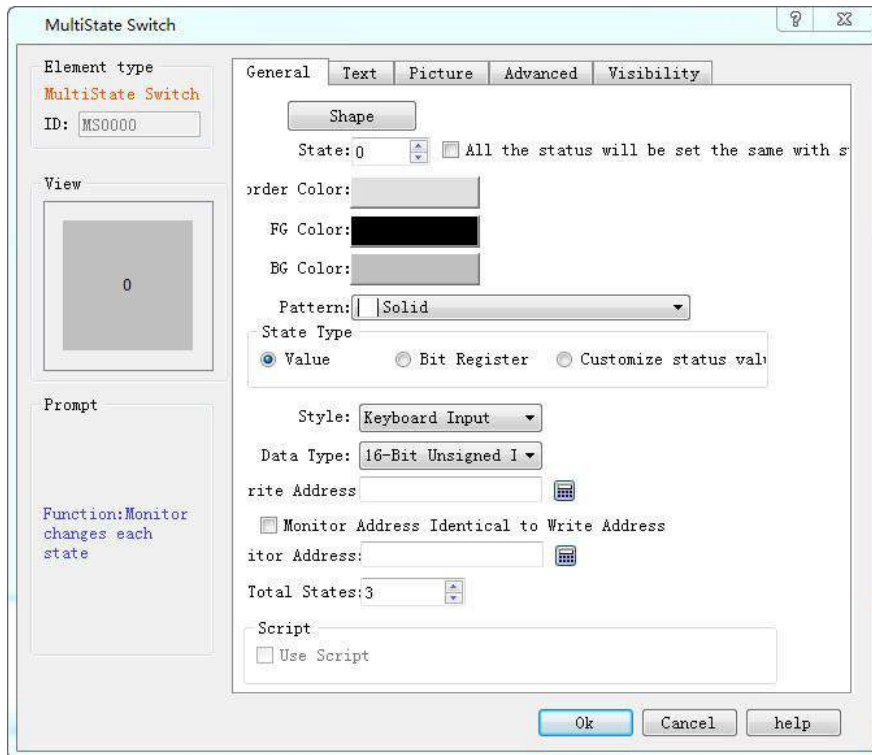 MultiState Switch
Element type
MultiState Switch
ID: MS0000
View
0
Prompt
Function:Monitor
changes each
state
General Text Picture Advanced Visibility
Shape
State: 0 All the status will be set the same with s
order Color:
FG Color:
BG Color:
Pattern: Solid
State Type
Value Bit Register Customize status valu
Style: Keyboard Input
Data Type: 16-Bit Unsigned I
rite Address
Monitor Address Identical to Write Address
itor Address:
Total States: 3
Script
Use Script
Ok Cancel help